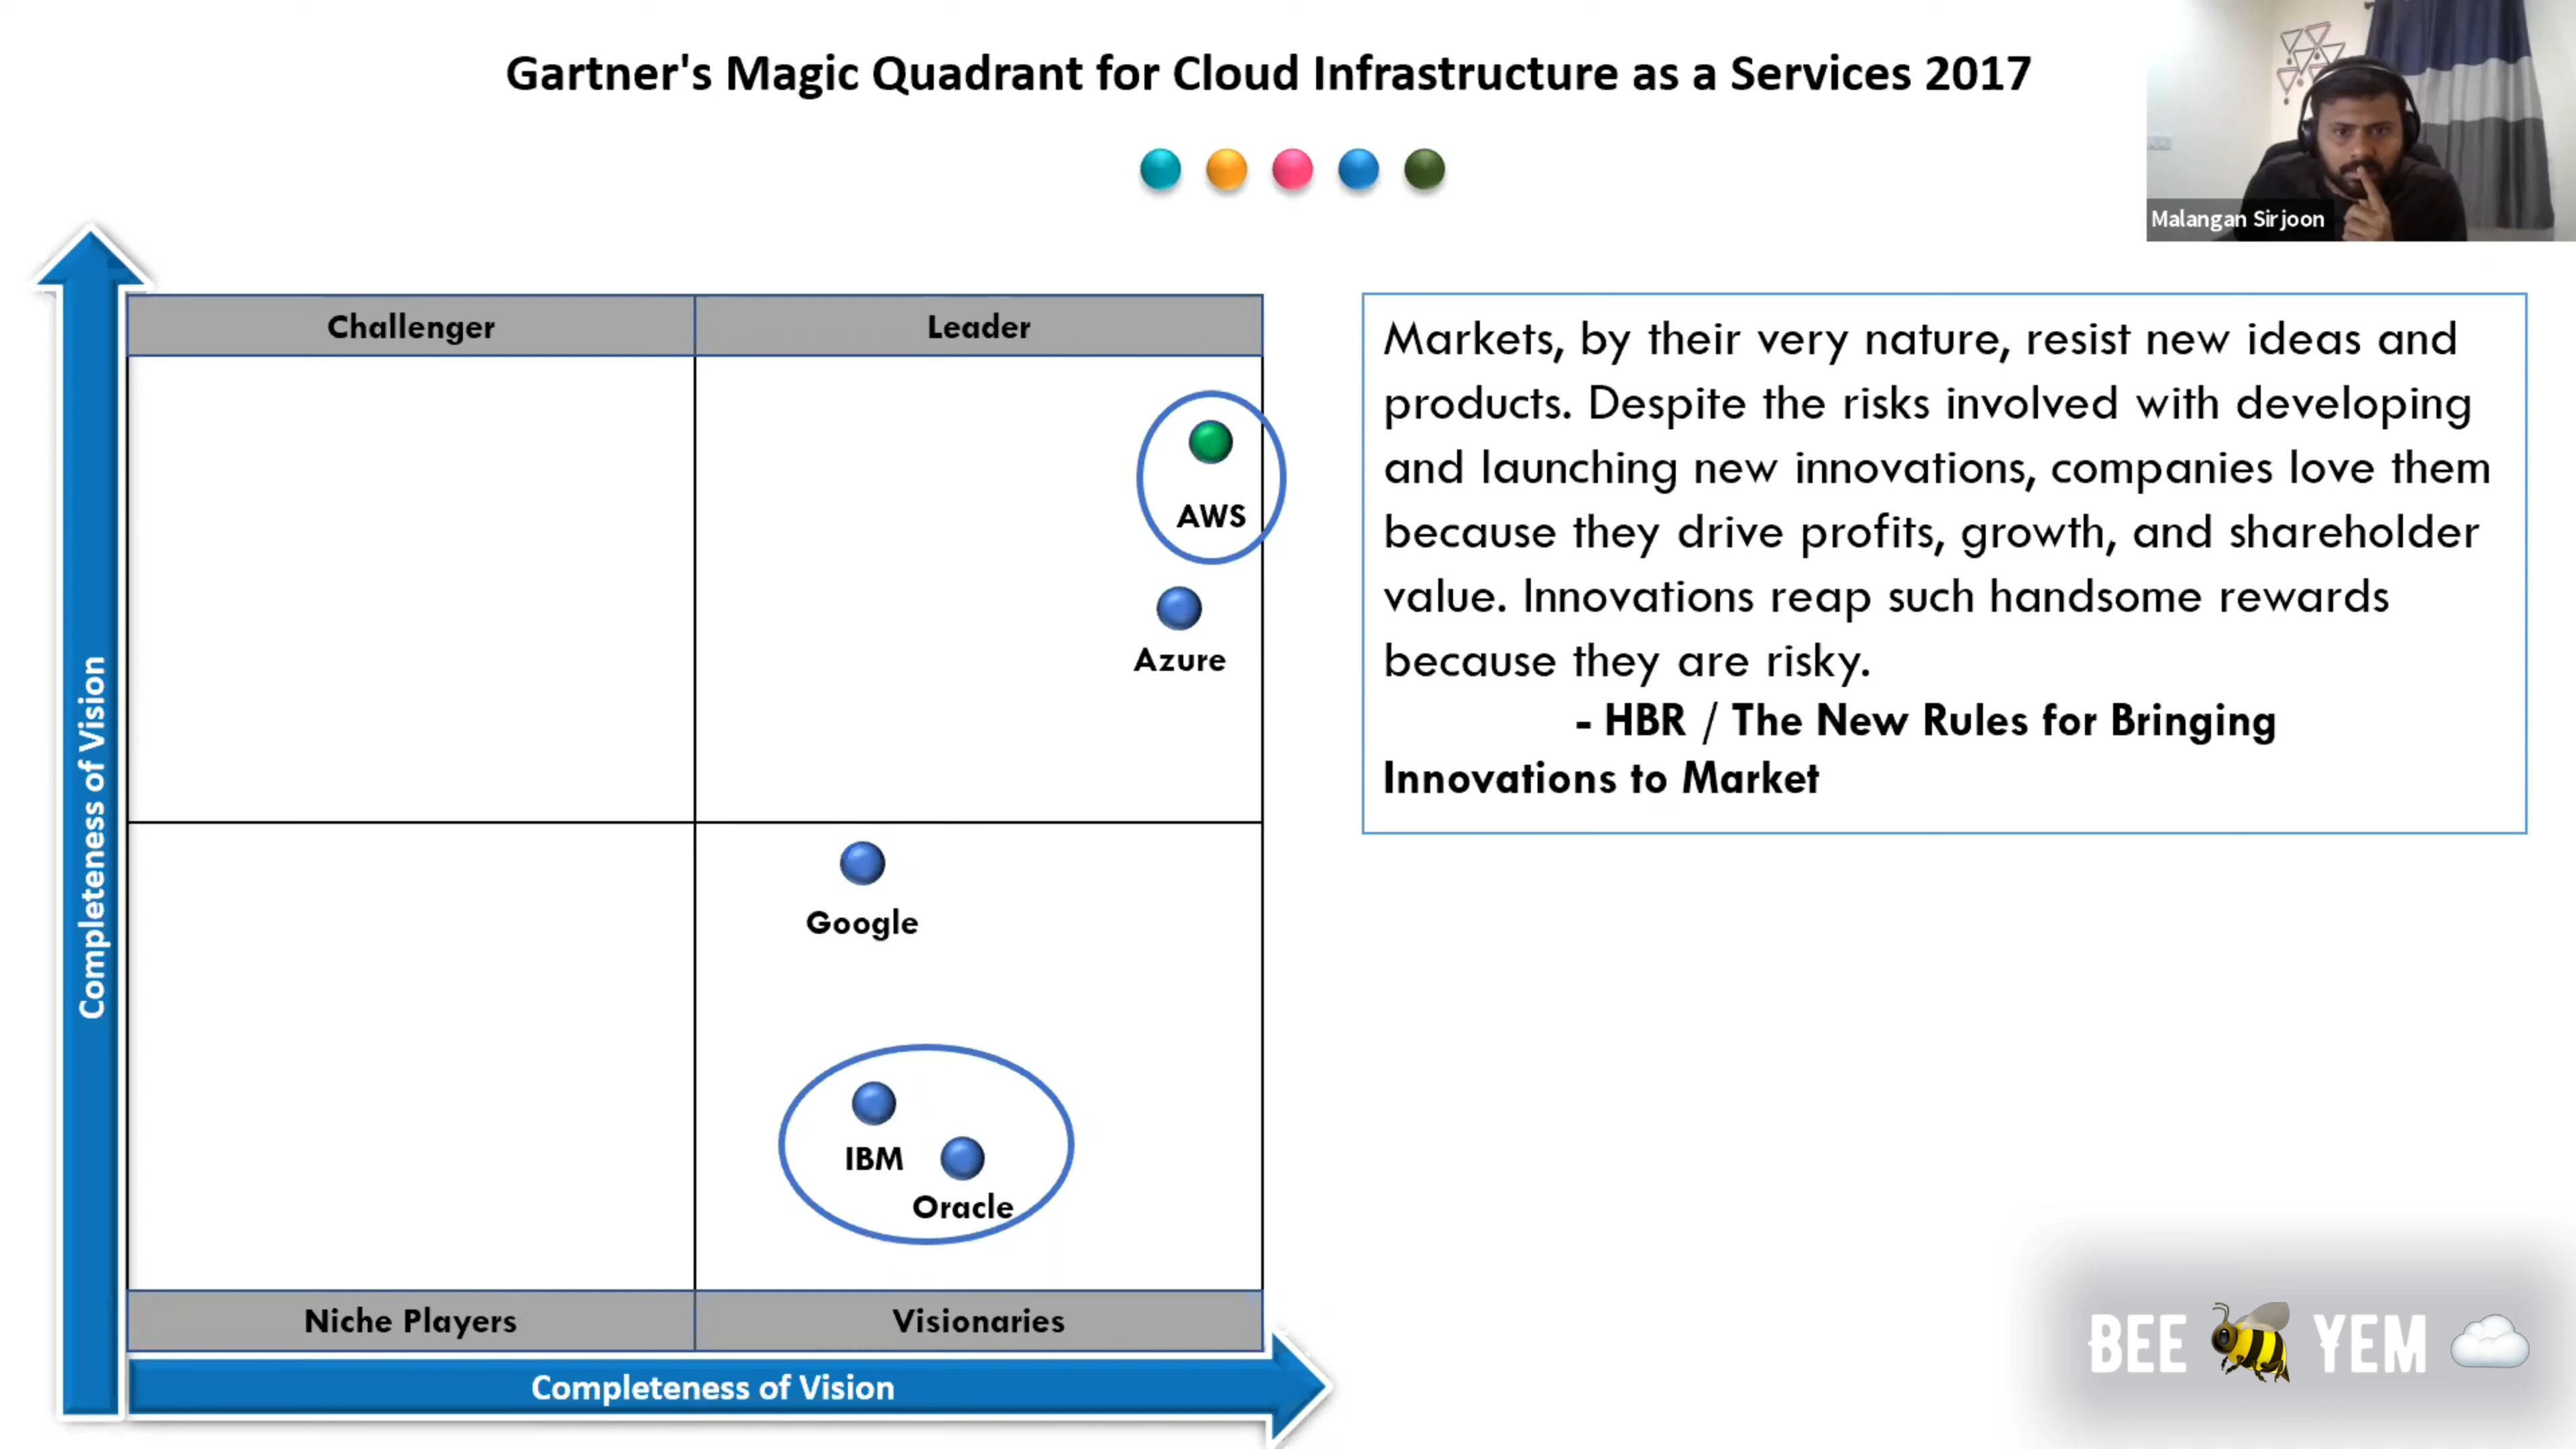 Gartner's Magic Quadrant for Cloud Infrastructure as a Services 2017
Malangan Sirjoon
Challenger
Leader
AWS
Azure
Google
IBM
Oracle
Niche Players
Visionaries
Completeness of Vision
Completeness of Vision
Markets, by their very nature, resist new ideas and
products. Despite the risks involved with developing
and launching new innovations, companies love them
because they drive profits, growth, and shareholder
value. Innovations reap such handsome rewards
because they are risky.
- HBR / The New Rules for Bringing
Innovations to Market
BEE YEM